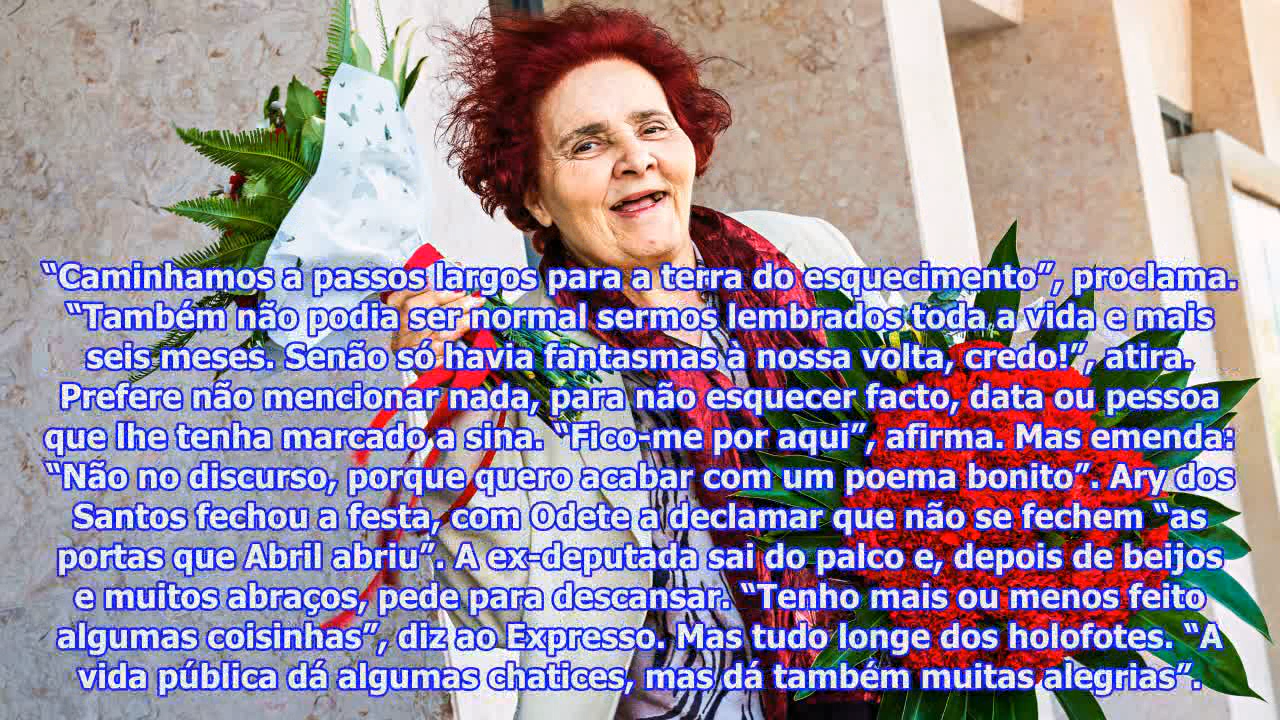 “Caminhamos a passos largos para a terra do esquecimento”, proclama.
“Também não podia ser normal sermos lembrados toda a vida e mais
seis meses. Senão só havia fantasmas à nossa volta, credo!”, atira.
Prefere não mencionar nada, para não esquecer facto, data ou pessoa
que lhe tenha marcado a sina. “Fico-me por aqui”, afirma. Mas emenda:
“Não no discurso, porque quero acabar com um poema bonito”. Ary dos
Santos fechou a festa, com Odete a declamar que não se fechem “as
portas que Abril abriu”. A ex-deputada sai do palco e, depois de beijos
e muitos abraços, pede para descansar. “Tenho mais ou menos feito
algumas coisinhas”, diz ao Expresso. Mas tudo longe dos holofotes. “A
vida pública dá algumas chatices, mas dá também muitas alegrias”.